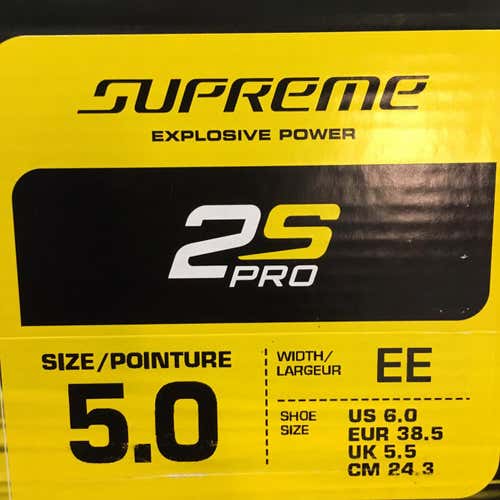 SUPREME
EXPLOSIVE POWER
2S
PRO
SIZE/POINTURE
5.0
WIDTH/
LARGEUR
EE
SHOE
SIZE
US 6.0
EUR 38.5
UK 5.5
CM 24.3